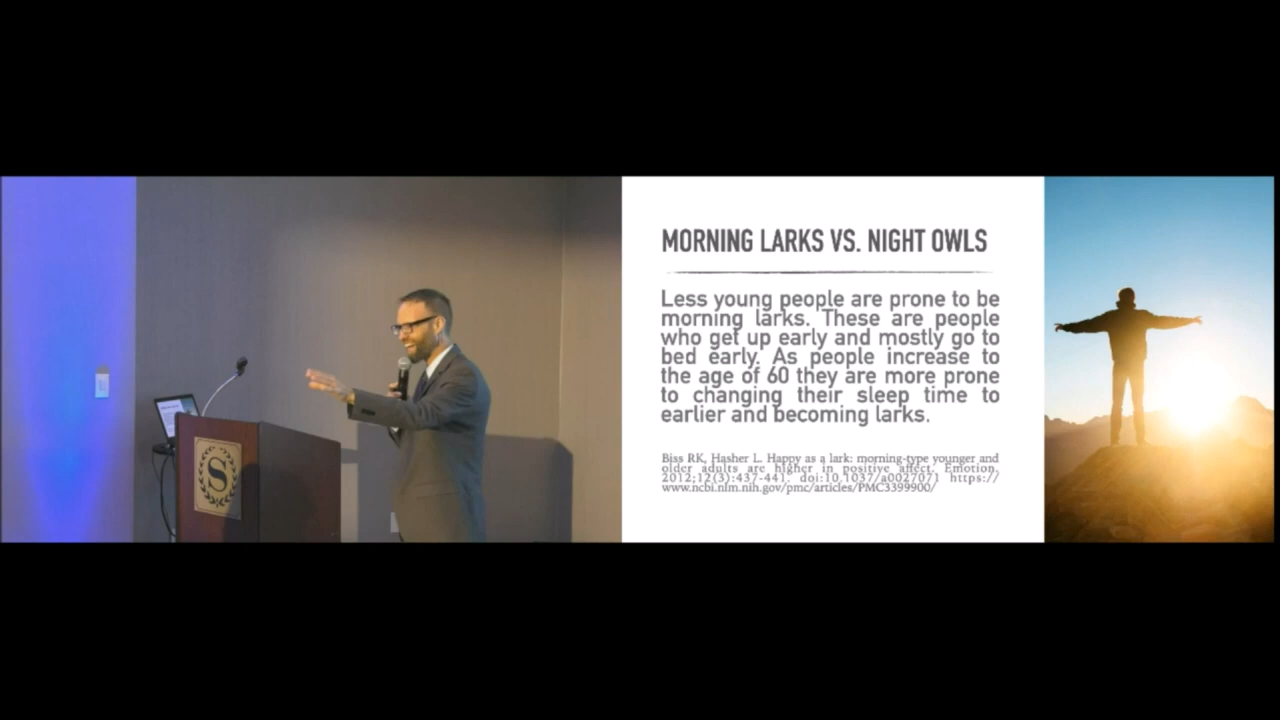 S
MORNING LARKS VS. NIGHT OWLS
Less young people are prone to be
morning larks. These are people
who get up early and mostly go to
bed early. As people increase to
the age of 60 they are more prone
to changing their sleep time to
earlier and becoming larks.
Biss RK, Hasher L. Happy as a lark: morning-type younger and
older adults are higher in positive affect. Emotion.
2012;12(3):437-441. doi:10.1037/a0027071 https://
www.ncbi.nlm.nih.gov/pmc/articles/PMC3399900/